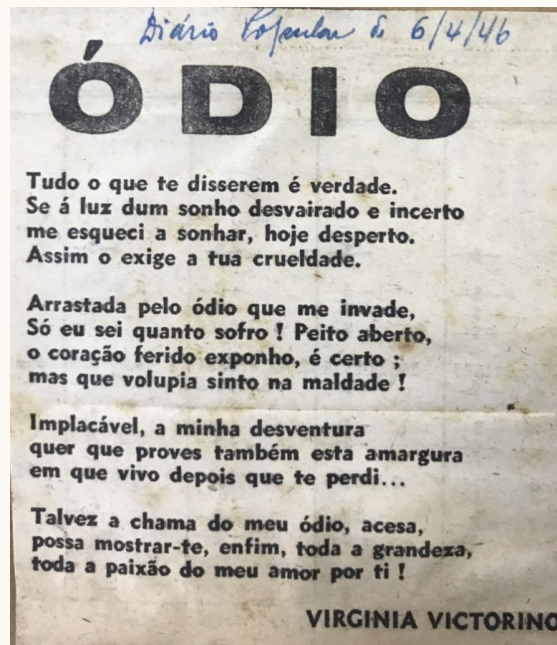 Diário Popular de 6/4/46
ÓDIO
Tudo o que te disserem é verdade.
Se á luz dum sonho desvairado e incerto
me esqueci a sonhar, hoje desperto.
Assim o exige a tua crueldade.
Arrastada pelo ódio que me invade,
Só eu sei quanto sofro ! Peito aberto,
o coração ferido exponho, é certo ;
mas que volupia sinto na maldade !
Implacável, a minha desventura
quer que proves também esta amargura
em que vivo depois que te perdi...
Talvez a chama do meu ódio, acesa,
possa mostrar-te, enfim, toda a grandeza,
toda a paixão do meu amor por ti !
VIRGINIA VICTORINO